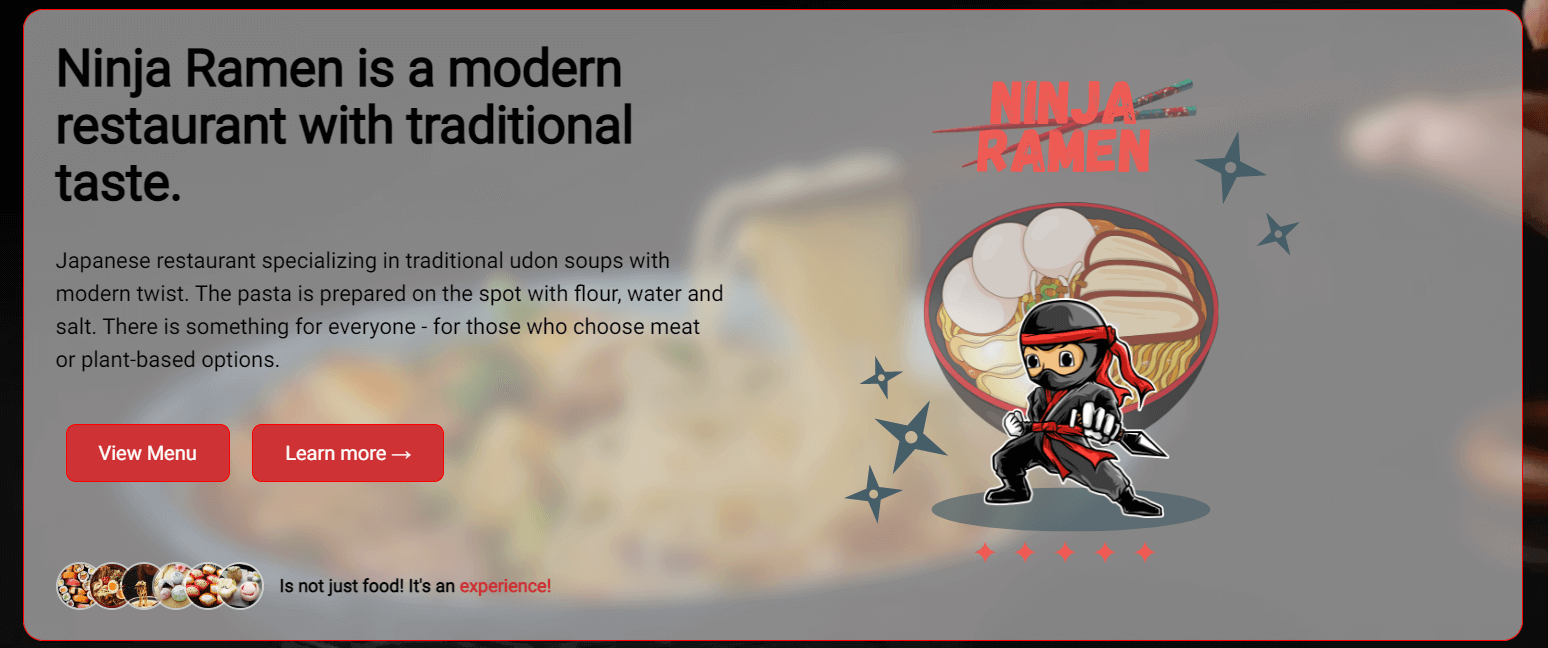 Ninja Ramen is a modern
restaurant with traditional
taste.
Japanese restaurant specializing in traditional udon soups with
modern twist. The pasta is prepared on the spot with flour, water and
salt. There is something for everyone - for those who choose meat
or plant-based options.
View Menu
Learn more →
Is not just food! It's an experience!
NINJA
RAMEN